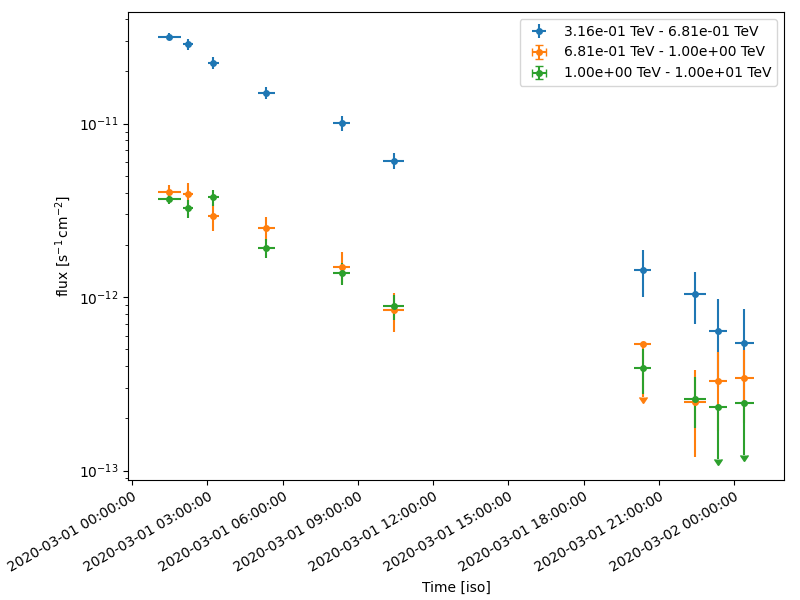 3.16e-01 TeV - 6.81e-01 TeV
6.81e-01 TeV - 1.00e+00 TeV
1.00e+00 TeV - 1.00e+01 TeV
flux [s⁻¹ cm⁻²]
10⁻¹¹
10⁻¹²
10⁻¹³
2020-03-01 00:00:00
2020-03-01 03:00:00
2020-03-01 06:00:00
2020-03-01 09:00:00
2020-03-01 12:00:00
2020-03-01 15:00:00
2020-03-01 18:00:00
2020-03-01 21:00:00
2020-03-02 00:00:00
Time [iso]